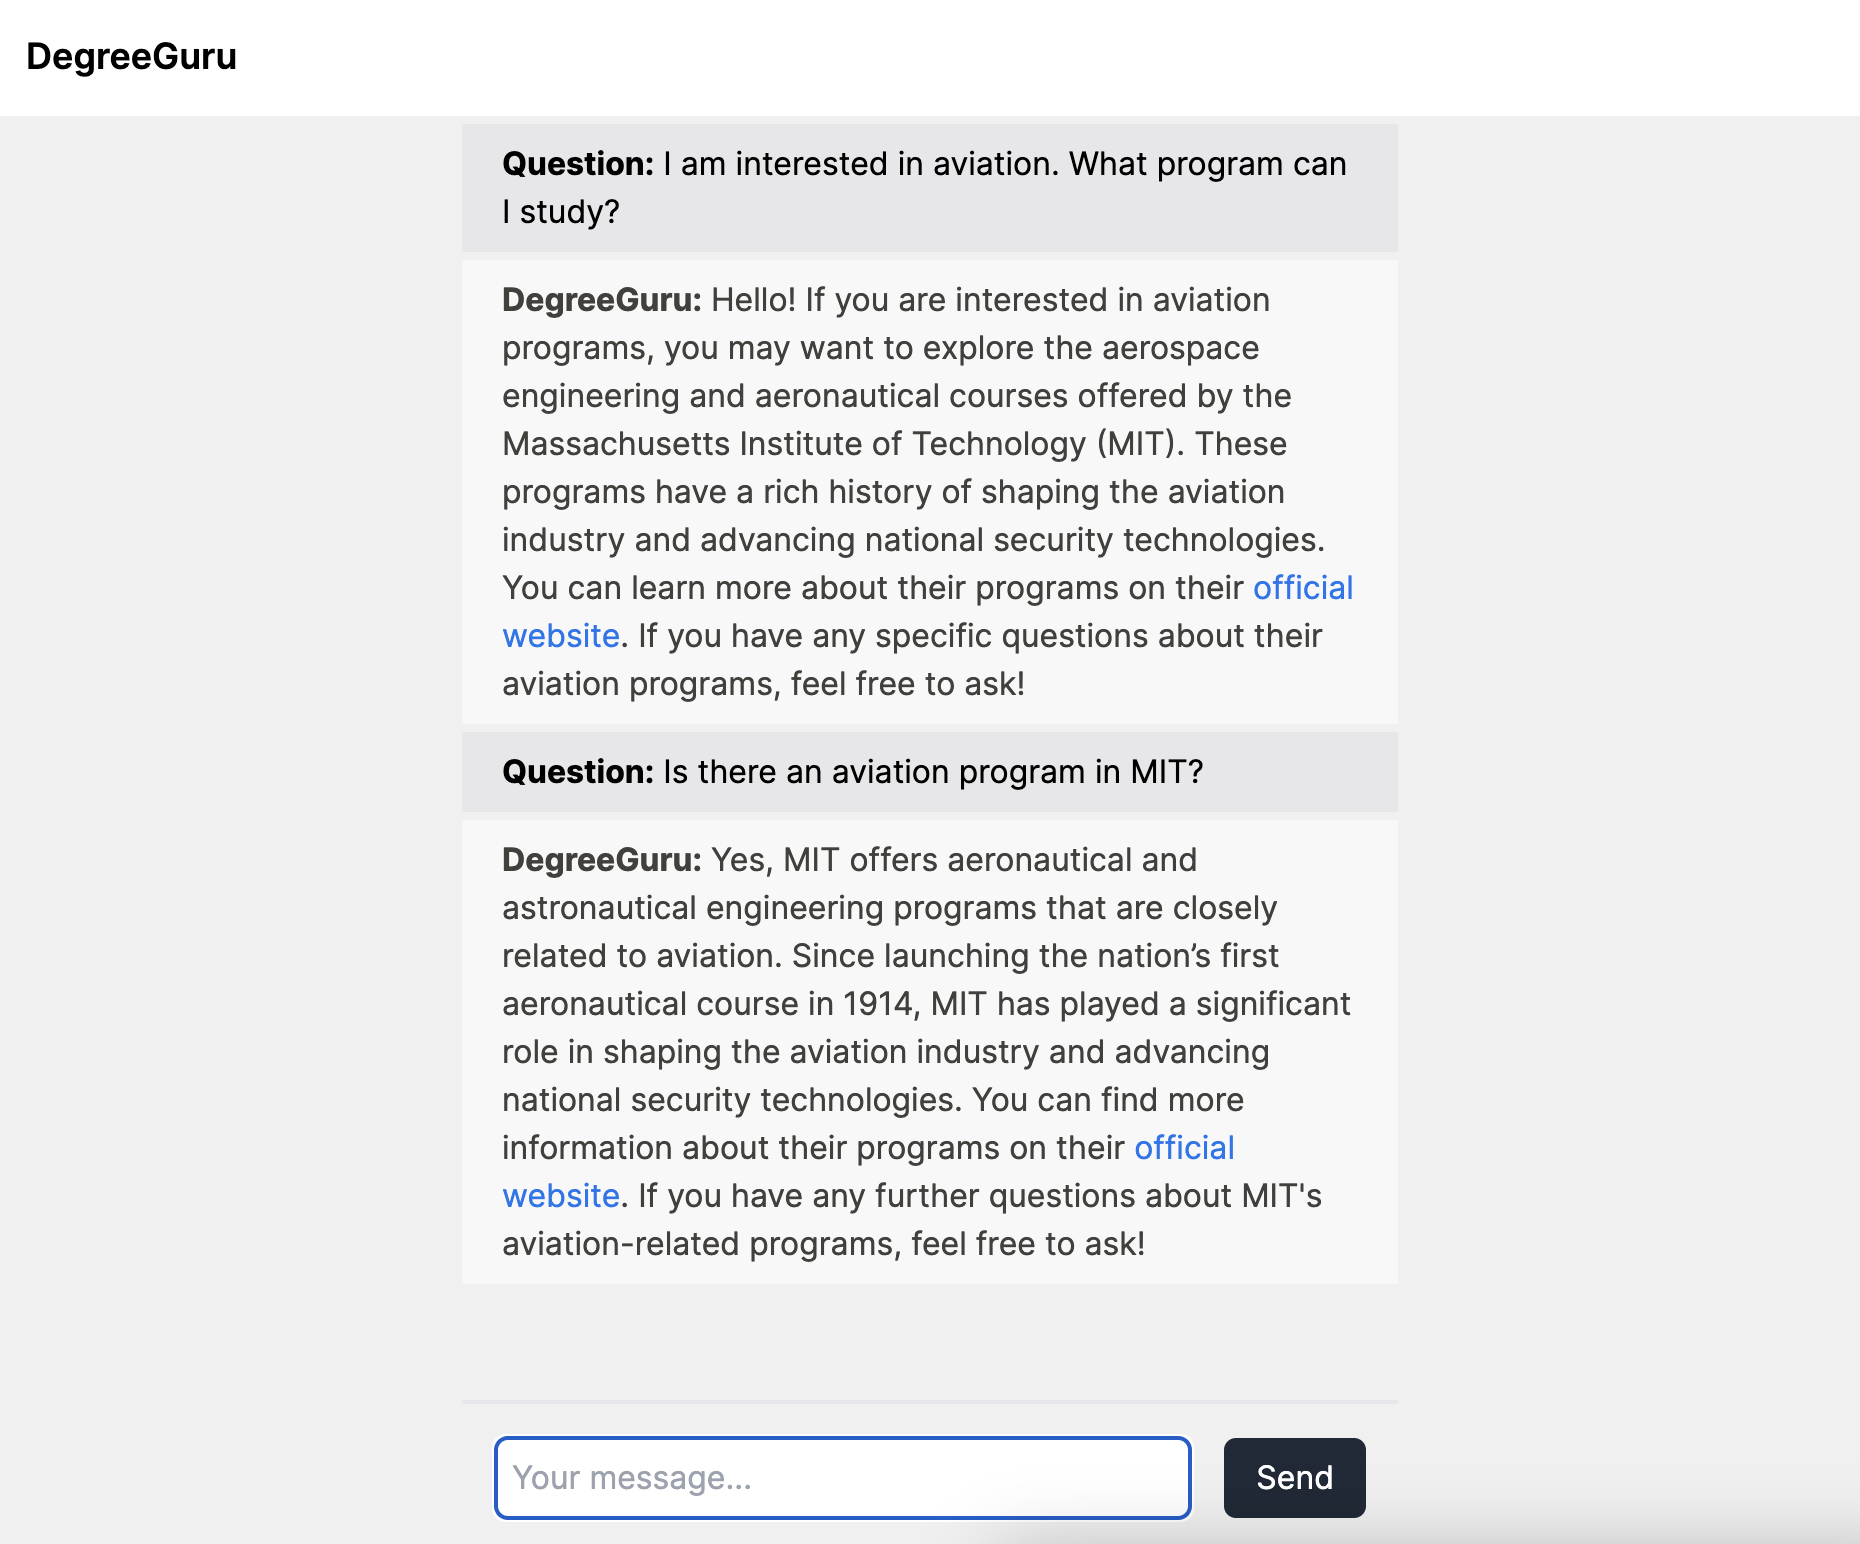 DegreeGuru
Question: I am interested in aviation. What program can
I study?
DegreeGuru: Hello! If you are interested in aviation
programs, you may want to explore the aerospace
engineering and aeronautical courses offered by the
Massachusetts Institute of Technology (MIT). These
programs have a rich history of shaping the aviation
industry and advancing national security technologies.
You can learn more about their programs on their official
website. If you have any specific questions about their
aviation programs, feel free to ask!
Question: Is there an aviation program in MIT?
DegreeGuru: Yes, MIT offers aeronautical and
astronautical engineering programs that are closely
related to aviation. Since launching the nation’s first
aeronautical course in 1914, MIT has played a significant
role in shaping the aviation industry and advancing
national security technologies. You can find more
information about their programs on their official
website. If you have any further questions about MIT's
aviation-related programs, feel free to ask!
Your message...
Send